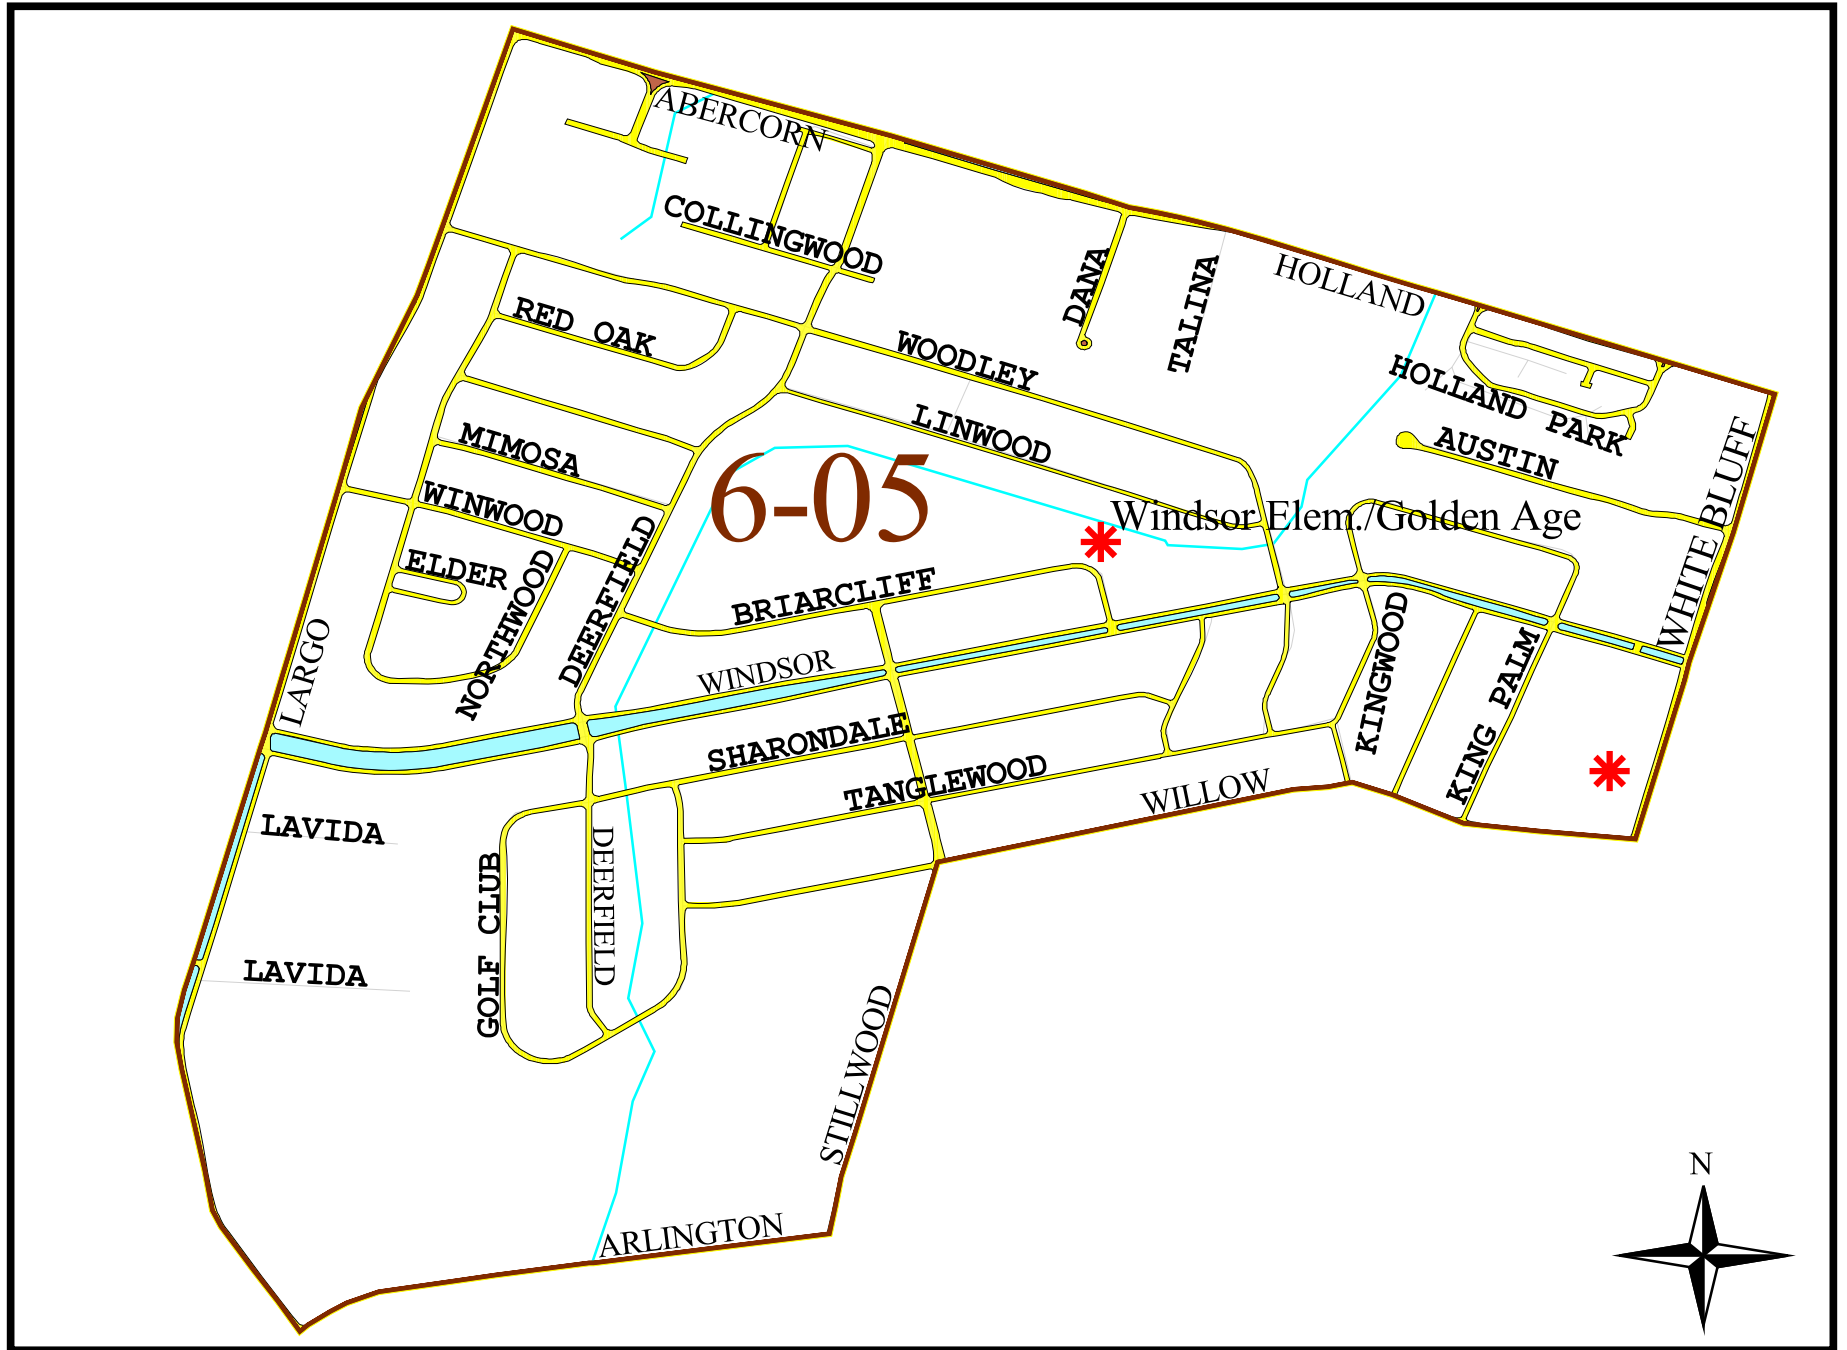 ABERCORN
COLLINGWOOD
DANA
TALINA
HOLLAND
RED OAK
WOODLEY
HOLLAND PARK
LINWOOD
AUSTIN
MIMOSA
6-05
WHITE BLUFF
WINWOOD
Windsor Elem./Golden Age
ELDER
NORTHWOOD
DEERFIELD
BRIARCLIFF
LARGO
WINDSOR
KINGWOOD
KING PALM
SHARONDALE
TANGLEWOOD
WILLOW
LAVIDA
DEERFIELD
GOLF CLUB
LAVIDA
STILLWOOD
N
ARLINGTON